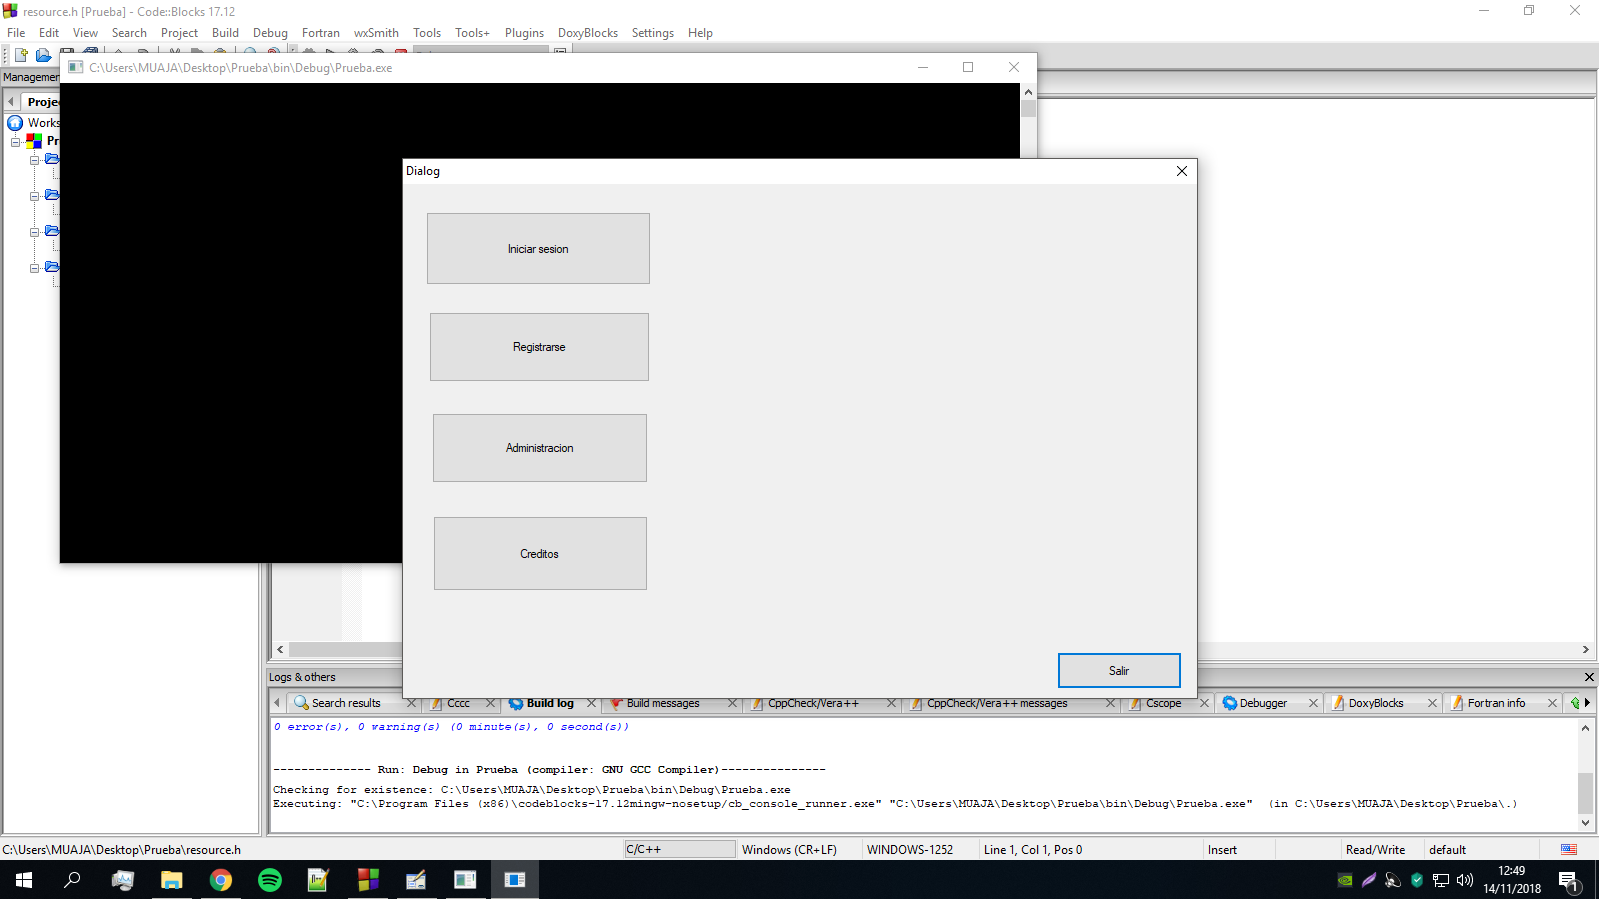 resource.h [Prueba] - Code::Blocks 17.12
File Edit View Search Project Build Debug Fortran wxSmith Tools Tools+ Plugins DoxyBlocks Settings Help
C:\Users\MUAJA\Desktop\Prueba\bin\Debug\Prueba.exe
Management
Projec
Works
Pr
Dialog
Iniciar sesion
Registrarse
Administracion
Creditos
Salir
Logs & others
Search results Cccc Build log Build messages CppCheck/Vera++ CppCheck/Vera++ messages Cscope Debugger DoxyBlocks Fortran info
0 error(s), 0 warning(s) (0 minute(s), 0 second(s))
-------------- Run: Debug in Prueba (compiler: GNU GCC Compiler)---------------
Checking for existence: C:\Users\MUAJA\Desktop\Prueba\bin\Debug\Prueba.exe
Executing: "C:\Program Files (x86)\codeblocks-17.12mingw-nosetup/cb_console_runner.exe" "C:\Users\MUAJA\Desktop\Prueba\bin\Debug\Prueba.exe"  (in C:\Users\MUAJA\Desktop\Prueba\.)
C:\Users\MUAJA\Desktop\Prueba\resource.h C/C++ Windows (CR+LF) WINDOWS-1252 Line 1, Col 1, Pos 0 Insert Read/Write default
12:49
14/11/2018
1